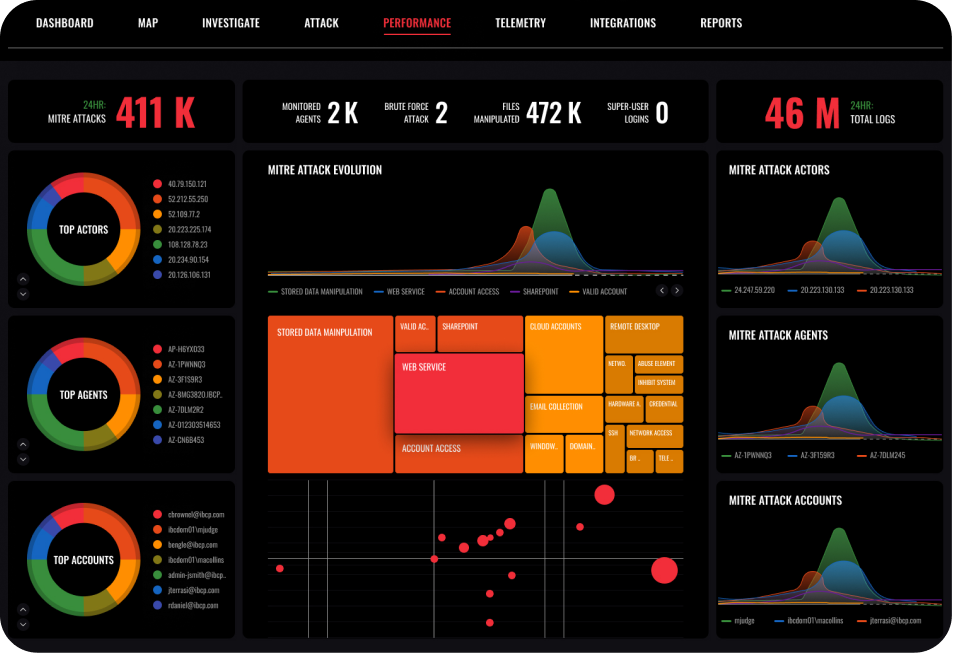 DASHBOARD
MAP
INVESTIGATE
ATTACK
PERFORMANCE
TELEMETRY
INTEGRATIONS
REPORTS
24HR:
MITRE ATTACKS
411 K
MONITORED
AGENTS
2 K
BRUTE FORCE
ATTACK
2
FILES
MANIPULATED
472 K
SUPER-USER
LOGINS
0
46 M
24HR:
TOTAL LOGS
TOP ACTORS
40.79.150.121
52.212.55.250
52.109.77.2
20.223.225.174
108.128.78.23
20.234.90.154
20.126.106.131
MITRE ATTACK EVOLUTION
STORED DATA MANIPULATION
WEB SERVICE
ACCOUNT ACCESS
SHAREPOINT
VALID ACCOUNT
MITRE ATTACK ACTORS
24.247.59.220
20.223.130.133
20.223.130.133
TOP AGENTS
AP-H6YXO33
AZ-1PWNNQ3
AZ-3F1S9R3
AZ-8MG3820.IBCP..
AZ-7DLM2R2
AZ-012303514653
AZ-CN68453
STORED DATA MAINPULATION
VALID AC..
SHAREPOINT
WEB SERVICE
ACCOUNT ACCESS
CLOUD ACCOUNTS
EMAIL COLLECTION
WINDOW..
DOMAIN..
REMOTE DESKTOP
NETWG.
ABUSE ELEMENT
INHIBIT SYSTEM
HARDWARE A.
CREDENTIAL
SSH
NETWORK ACCESS
BR ..
TELE ..
MITRE ATTACK AGENTS
AZ-1PWNNQ3
AZ-3F1S9R3
AZ-7DLM245
TOP ACCOUNTS
cbrownel@ibcp.com
ibcdom01\mjudge
bengle@ibcp.com
ibcdom01\macollins
admin-jsmith@ibcp..
jterrasi@ibcp.com
rdaniel@ibcp.com
MITRE ATTACK ACCOUNTS
mjudge
ibcdom01\macollins
jterrasi@ibcp.com